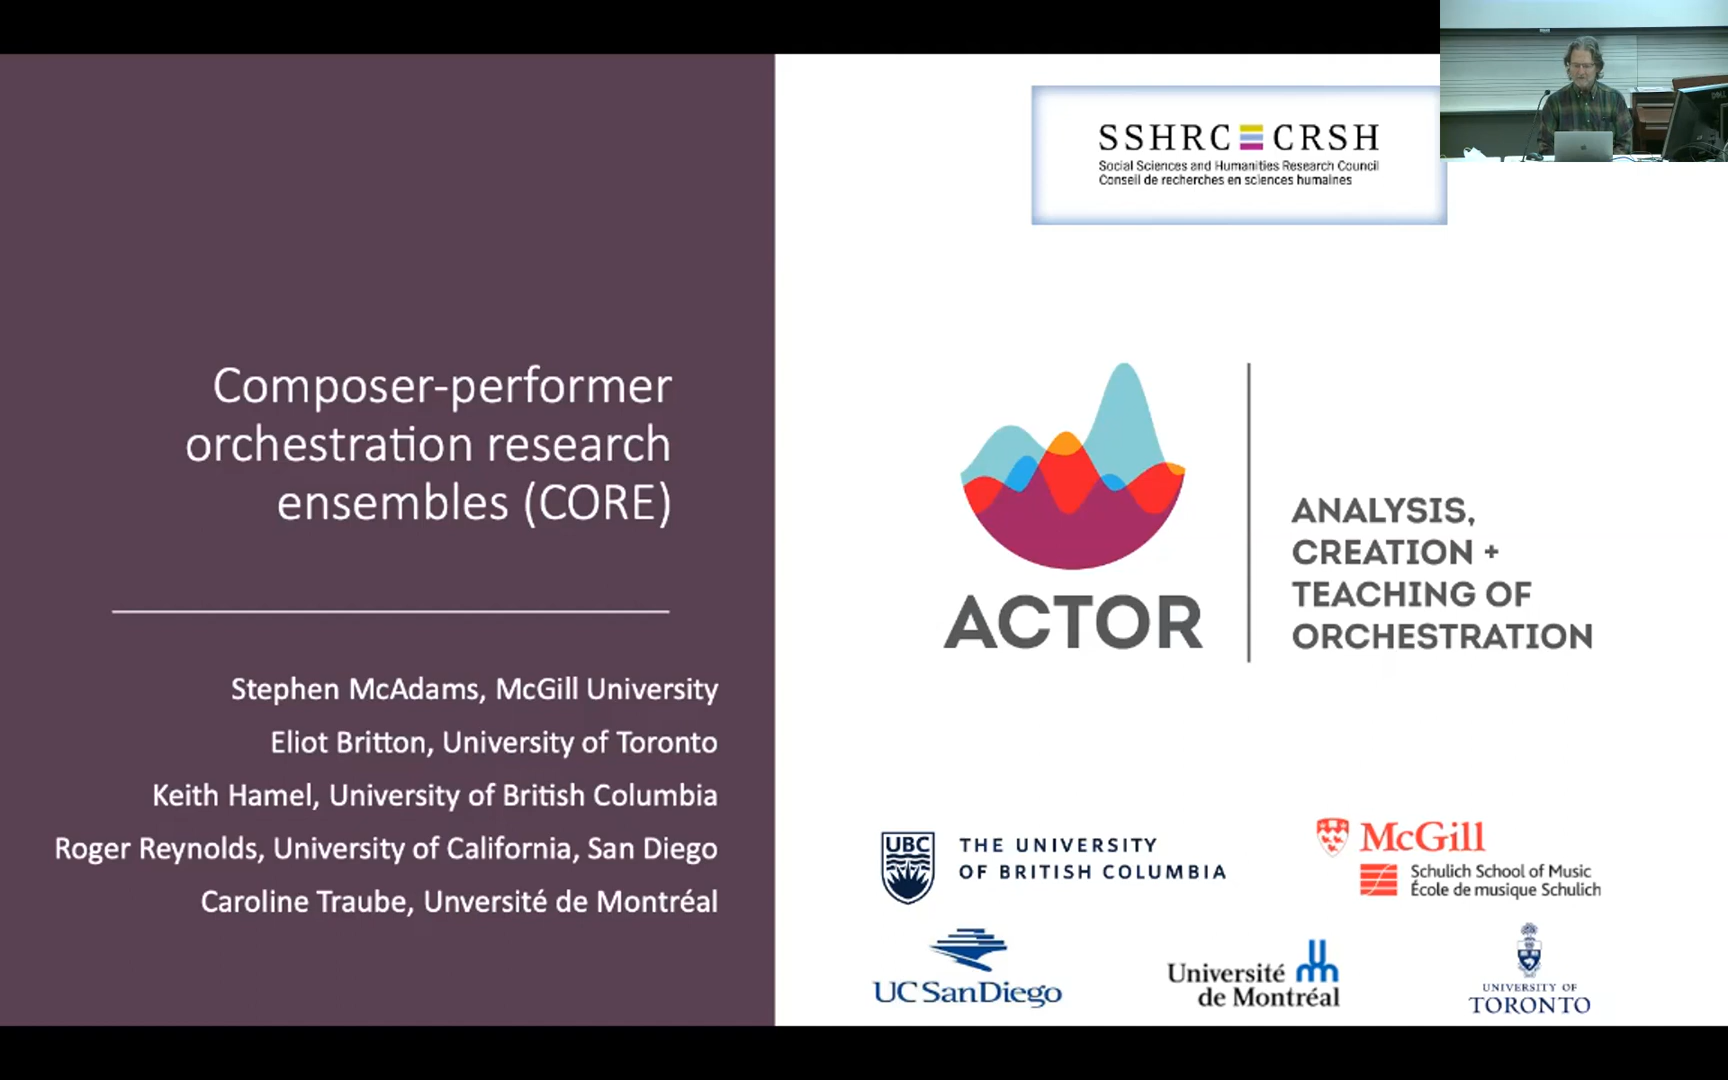 Composer-performer
orchestration research
ensembles (CORE)
Stephen McAdams, McGill University
Eliot Britton, University of Toronto
Keith Hamel, University of British Columbia
Roger Reynolds, University of California, San Diego
Caroline Traube, Unversité de Montréal
SSHRC CRSH
Social Sciences and Humanities Research Council
Conseil de recherches en sciences humaines
ACTOR
ANALYSIS,
CREATION +
TEACHING OF
ORCHESTRATION
UBC
THE UNIVERSITY
OF BRITISH COLUMBIA
McGill
Schulich School of Music
École de musique Schulich
UC San Diego
Université
de Montréal
UNIVERSITY OF
TORONTO
DELL